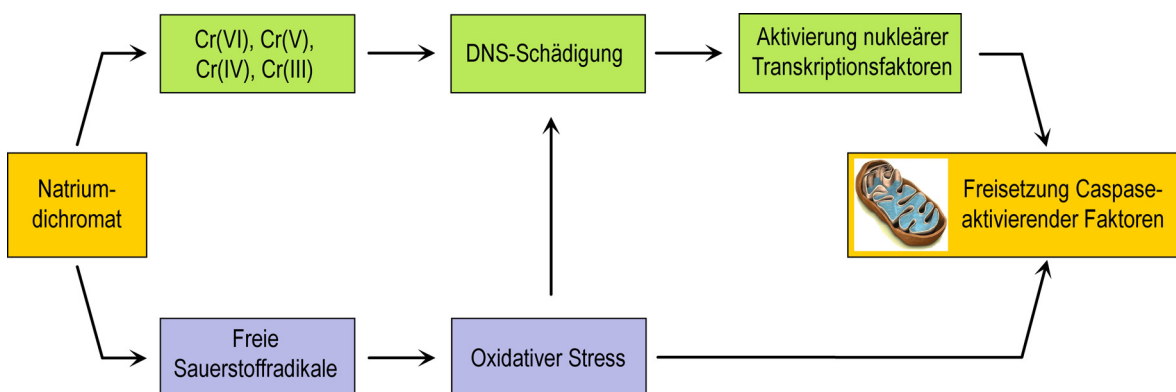 Cr(VI), Cr(V),
Cr(IV), Cr(III)
DNS-Schädigung
Aktivierung nukleärer
Transkriptionsfaktoren
Natrium-
dichromat
Freisetzung Caspase-
aktivierender Faktoren
Freie
Sauerstoffradikale
Oxidativer Stress